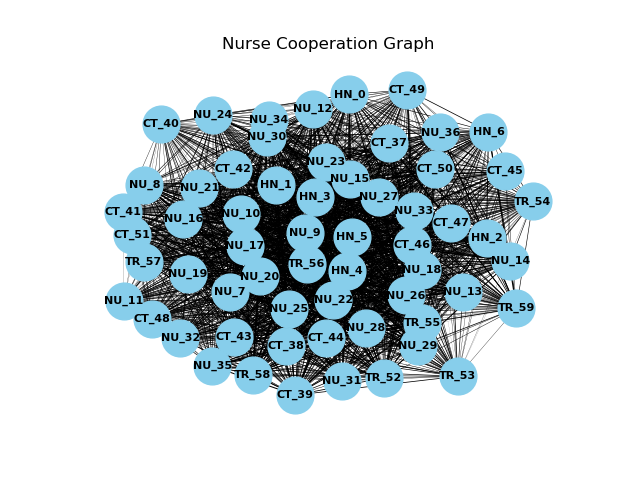 Nurse Cooperation Graph
CT_49
HN_0
NU_12
NU_24
NU_34
CT_40
NU_36
HN_6
NU_30
CT_37
NU_23
CT_42
CT_50
CT_45
NU_15
NU_8
HN_1
NU_21
HN_3
NU_27
TR_54
CT_41
NU_10
NU_33
NU_16
CT_47
CT_51
NU_9
HN_5
HN_2
NU_17
CT_46
TR_57
TR_56
NU_14
NU_19
NU_20
HN_4
NU_18
NU_7
NU_13
NU_11
NU_22
NU_26
NU_25
TR_59
CT_48
TR_55
NU_28
NU_32
CT_43
CT_44
CT_38
NU_29
NU_35
TR_58
TR_53
TR_52
NU_31
CT_39